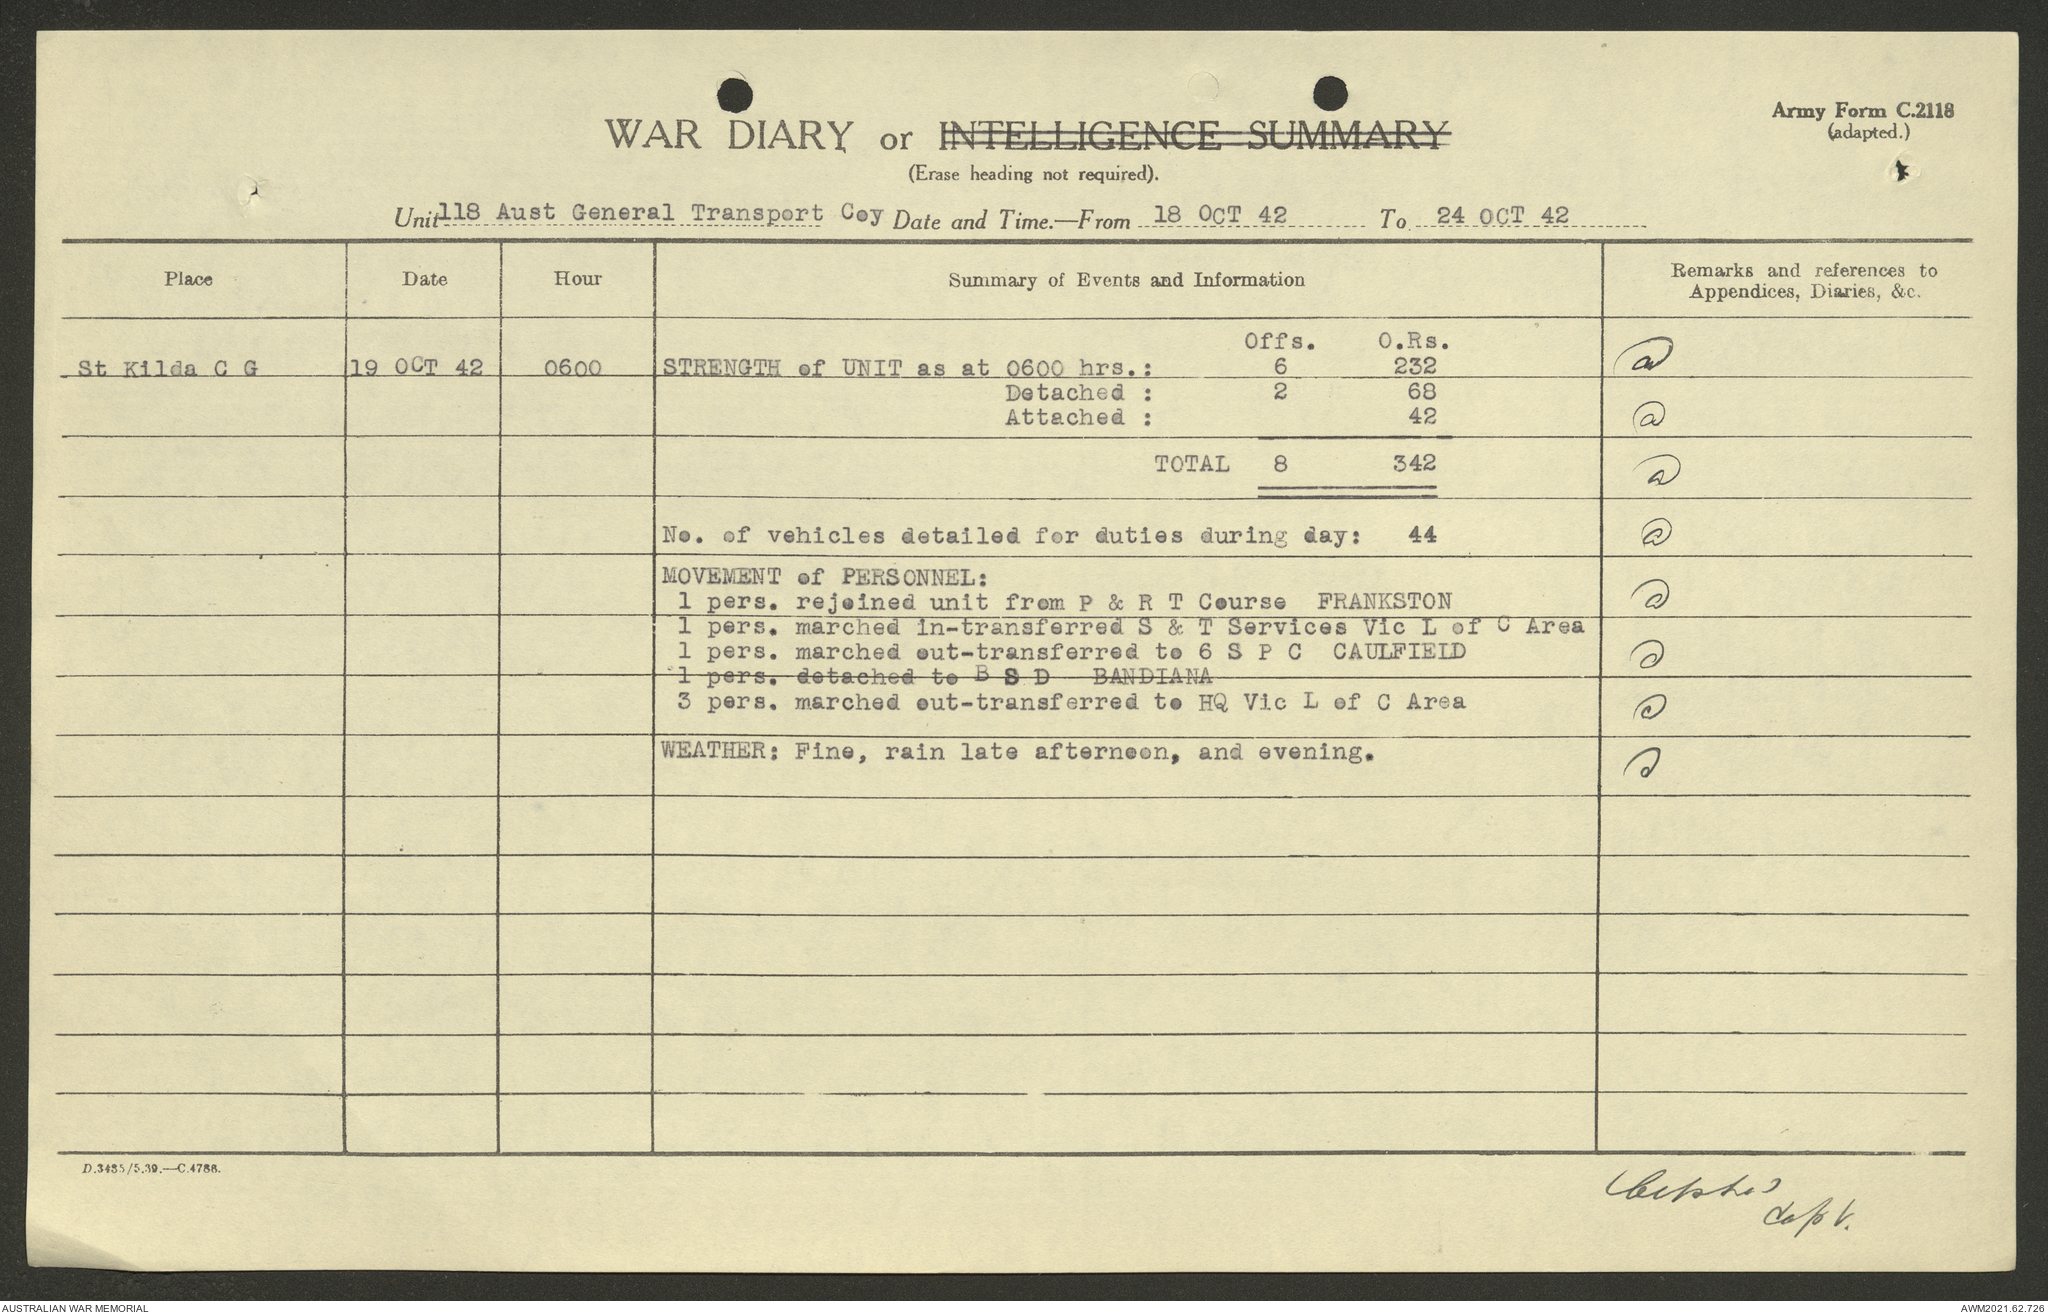 Army Form C.2118
(adapted.)
WAR DIARY or INTELLIGENCE SUMMARY
(Erase heading not required).
Unit 118 Aust General Transport Coy Date and Time.—From 18 OCT 42 To 24 OCT 42
Place Date Hour Summary of Events and Information Remarks and references to
Appendices, Diaries, &c.
Offs. O.Rs.
St Kilda C G 19 OCT 42 0600 STRENGTH of UNIT as at 0600 hrs.: 6 232
Detached : 2 68
Attached : 42
TOTAL 8 342
No. of vehicles detailed for duties during day: 44
MOVEMENT of PERSONNEL:
1 pers. rejoined unit from P & R T Course FRANKSTON
1 pers. marched in-transferred S & T Services Vic L of C Area
1 pers. marched out-transferred to 6 S P C CAULFIELD
1 pers. detached to B S D BANDIANA
3 pers. marched out-transferred to HQ Vic L of C Area
WEATHER: Fine, rain late afternoon, and evening.
D.3485/5.39.—C.4788.
Capt.
AUSTRALIAN WAR MEMORIAL
AWM2021.62.726